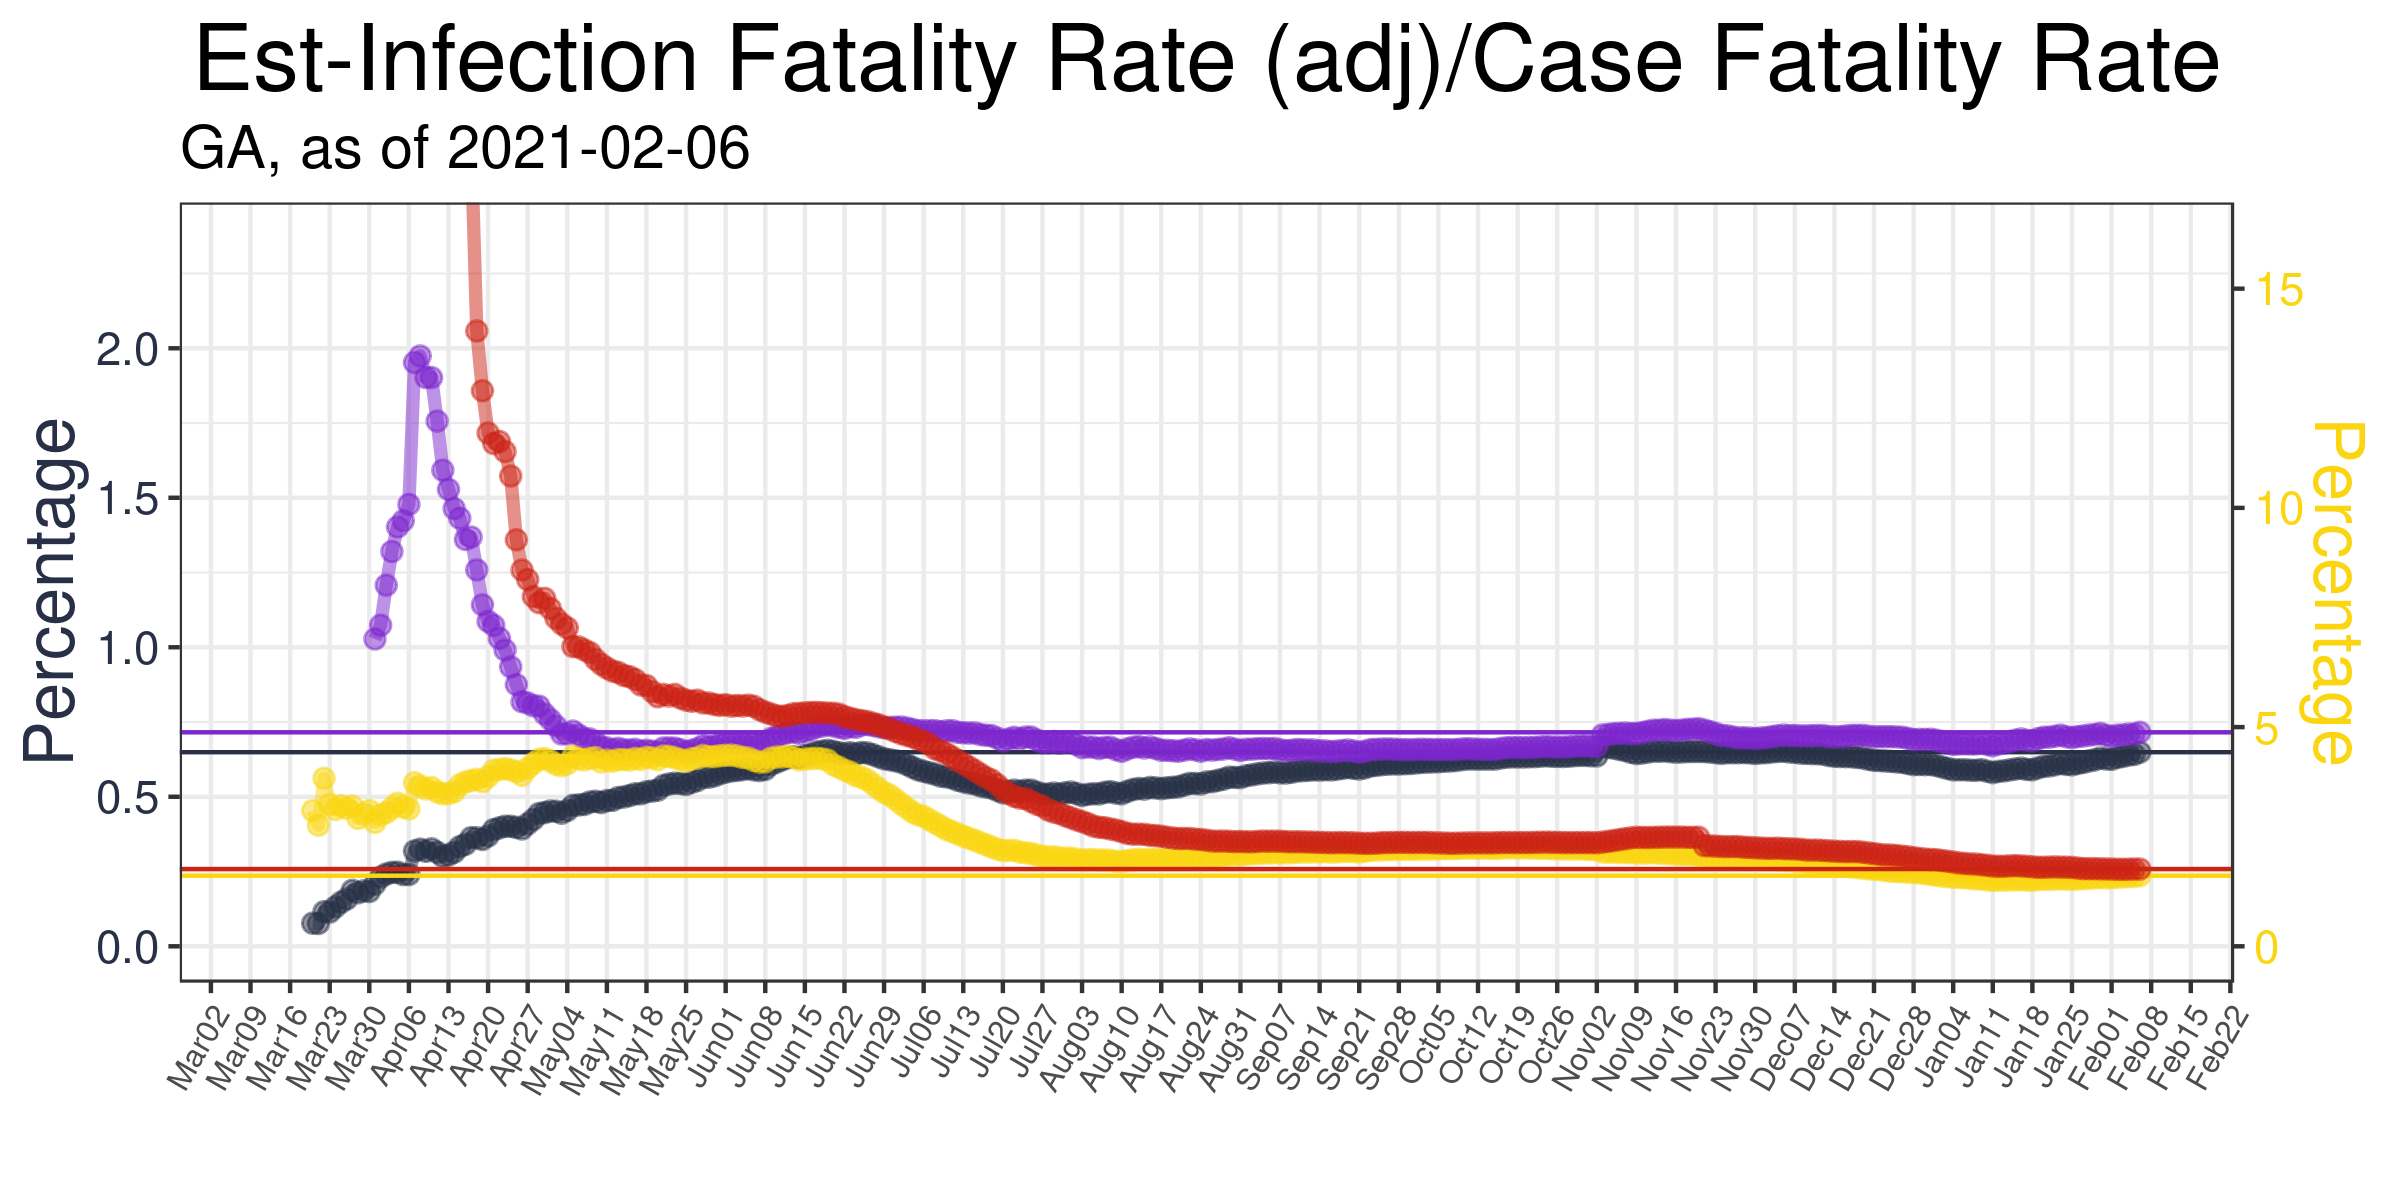 Est-Infection Fatality Rate (adj)/Case Fatality Rate
GA, as of 2021-02-06
Percentage
2.0
1.5
1.0
0.5
0.0
15
10
5
0
Percentage
Mar02
Mar09
Mar16
Mar23
Mar30
Apr06
Apr13
Apr20
Apr27
May04
May11
May18
May25
Jun01
Jun08
Jun15
Jun22
Jun29
Jul06
Jul13
Jul20
Jul27
Aug03
Aug10
Aug17
Aug24
Aug31
Sep07
Sep14
Sep21
Sep28
Oct05
Oct12
Oct19
Oct26
Nov02
Nov09
Nov16
Nov23
Nov30
Dec07
Dec14
Dec21
Dec28
Jan04
Jan11
Jan18
Jan25
Feb01
Feb08
Feb15
Feb22